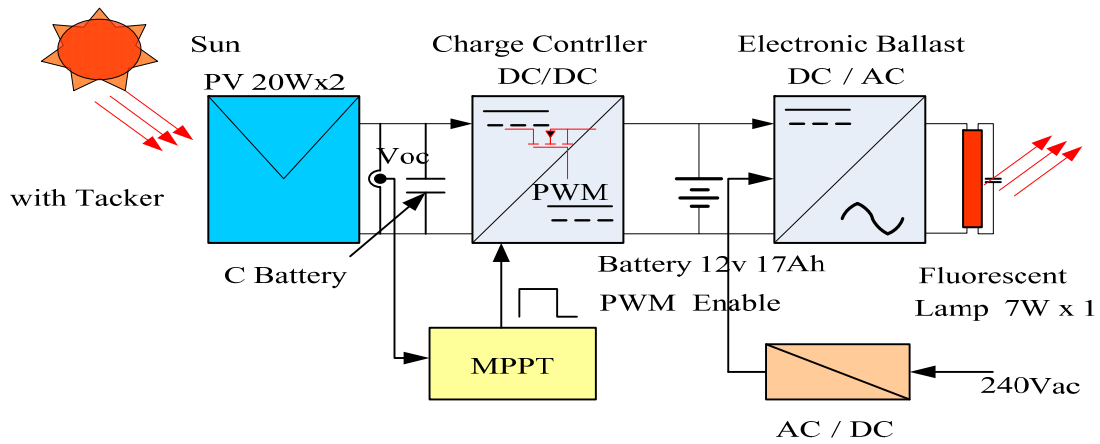 Sun
Charge Contrller
Electronic Ballast
PV 20Wx2
DC/DC
DC / AC
Voc
with Tacker
PWM
C Battery
Battery 12v 17Ah
Fluorescent
Lamp 7W x 1
PWM Enable
MPPT
240Vac
AC / DC